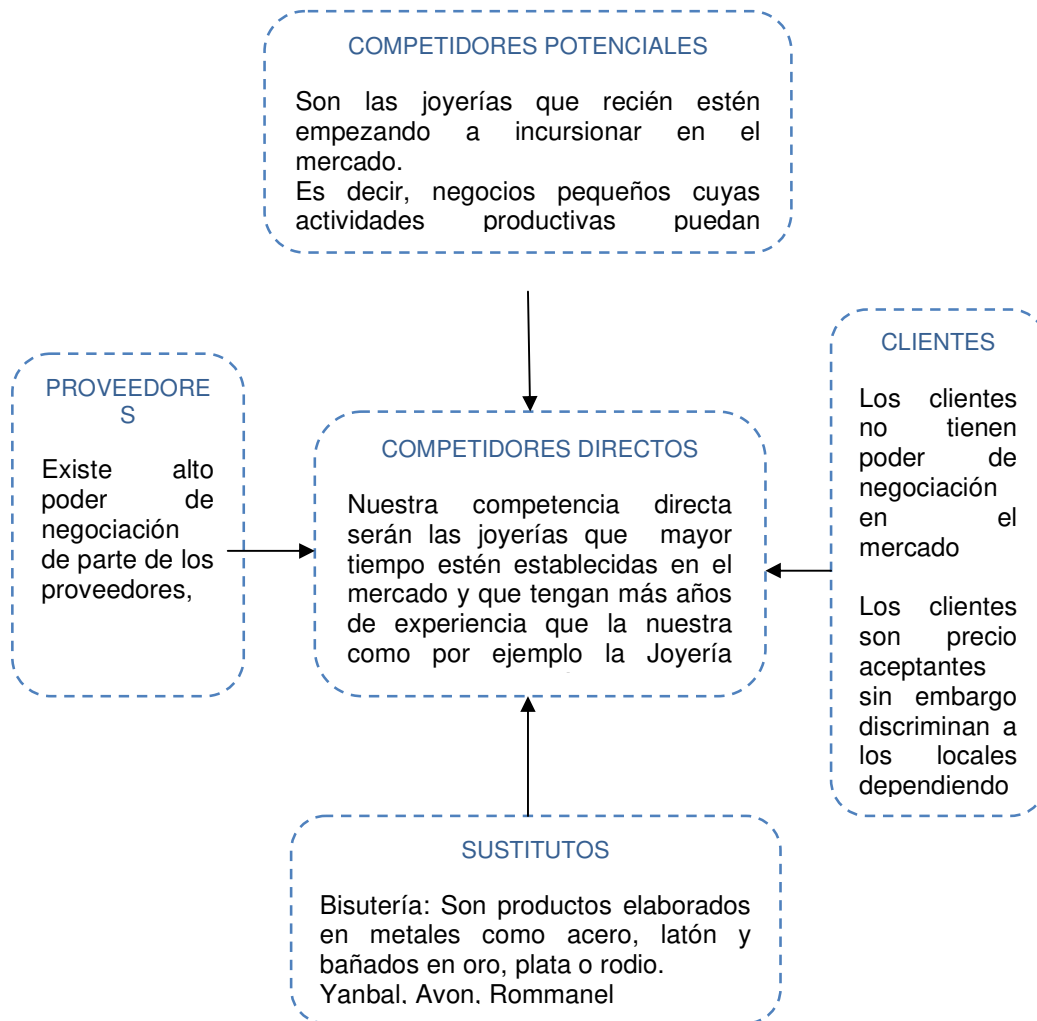 COMPETIDORES POTENCIALES
Son las joyerías que recién estén
empezando a incursionar en el
mercado.
Es decir, negocios pequeños cuyas
actividades productivas puedan
PROVEEDORE
S
Existe alto
poder de
negociación
de parte de los
proveedores,
COMPETIDORES DIRECTOS
Nuestra competencia directa
serán las joyerías que mayor
tiempo estén establecidas en el
mercado y que tengan más años
de experiencia que la nuestra
como por ejemplo la Joyería
CLIENTES
Los clientes
no tienen
poder de
negociación
en el
mercado
Los clientes
son precio
aceptantes
sin embargo
discriminan a
los locales
dependiendo
SUSTITUTOS
Bisutería: Son productos elaborados
en metales como acero, latón y
bañados en oro, plata o rodio.
Yanbal, Avon, Rommanel